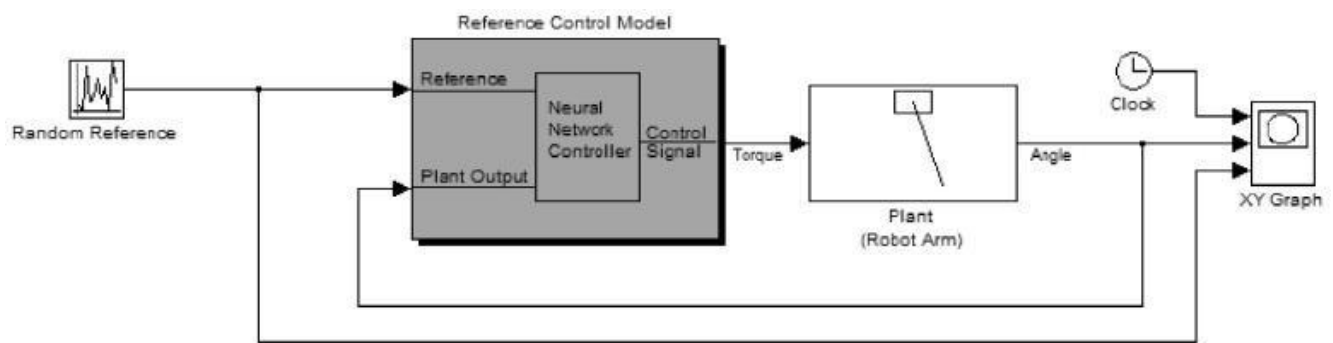 Reference Control Model
Random Reference
Reference
Plant Output
Neural
Network
Controller
Control
Signal
Torque
Plant
(Robot Arm)
Angle
Clock
XY Graph